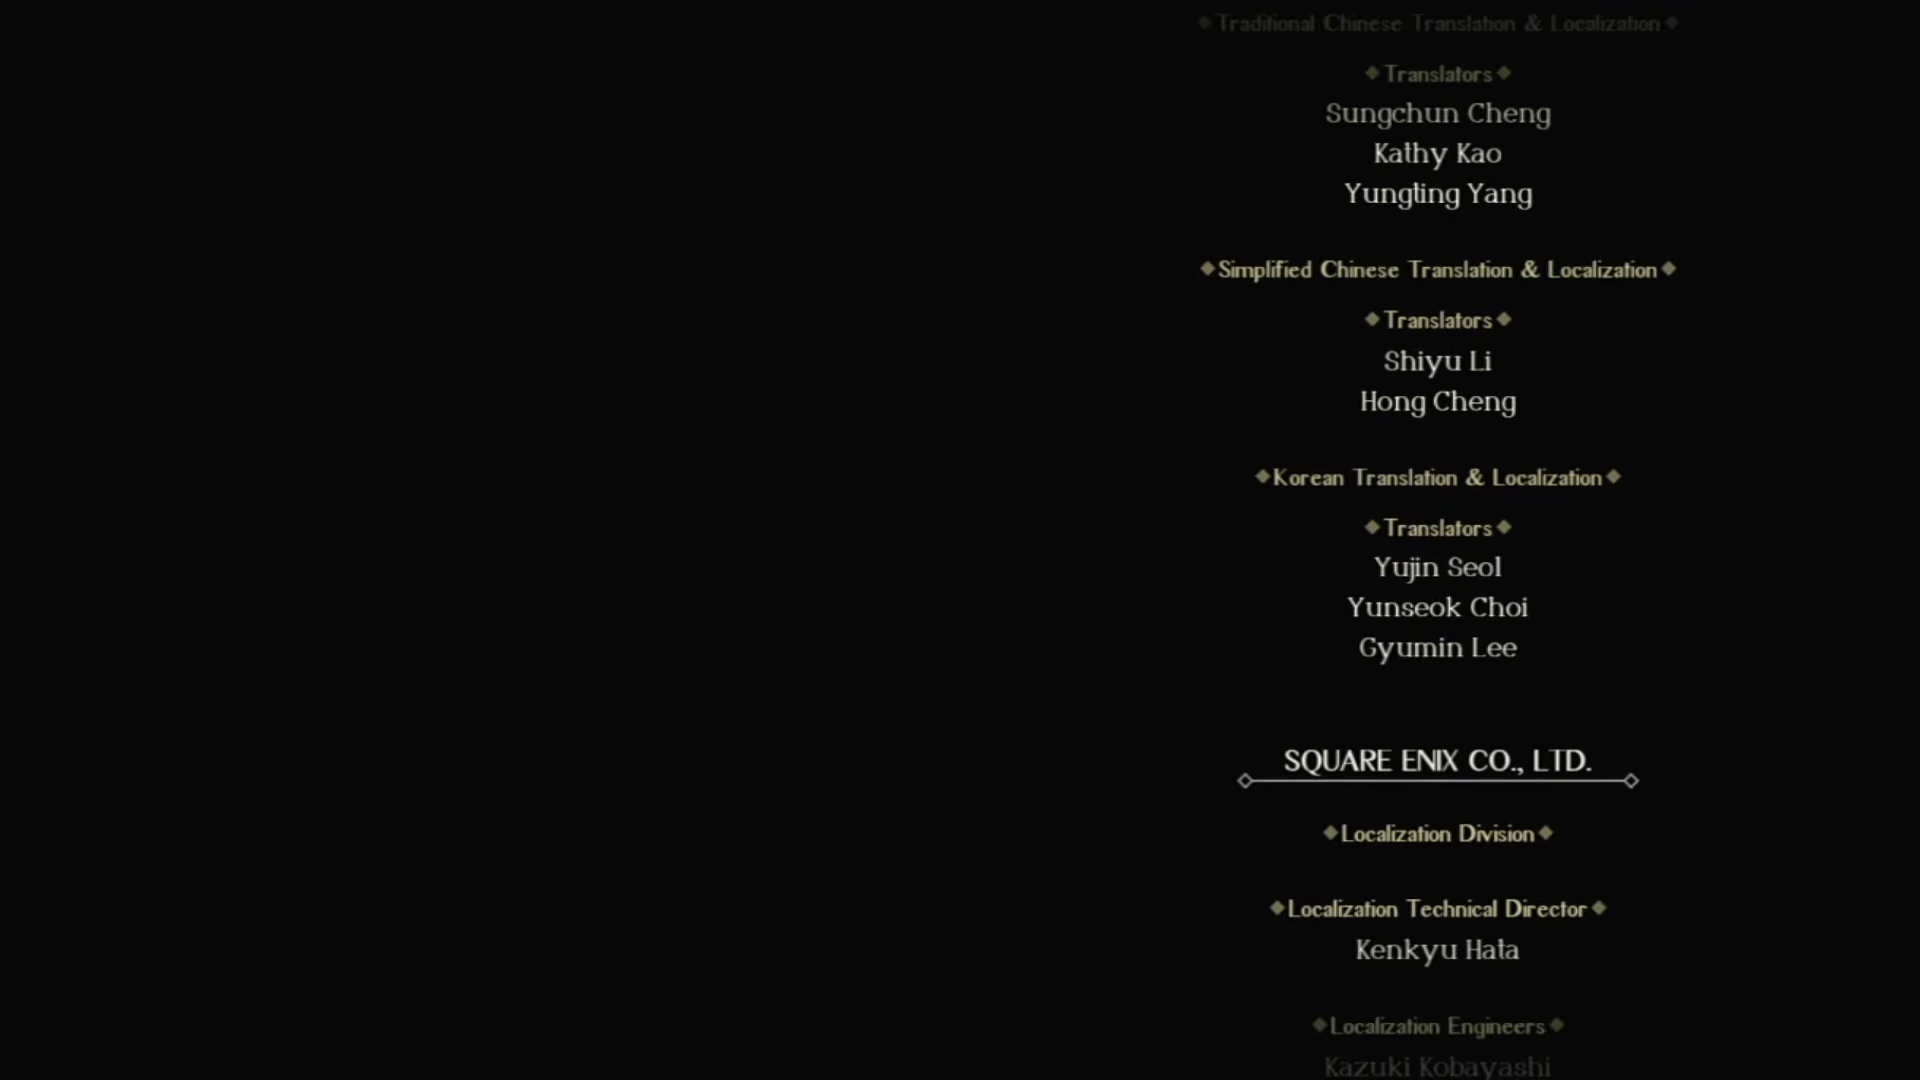 ◆Traditional Chinese Translation & Localization◆
◆Translators◆
Sungchun Cheng
Kathy Kao
Yungting Yang
◆Simplified Chinese Translation & Localization◆
◆Translators◆
Shiyu Li
Hong Cheng
◆Korean Translation & Localization◆
◆Translators◆
Yujin Seol
Yunseok Choi
Gyumin Lee
SQUARE ENIX CO., LTD.
◆Localization Division◆
◆Localization Technical Director◆
Kenkyu Hata
◆Localization Engineers◆
Kazuki Kobayashi